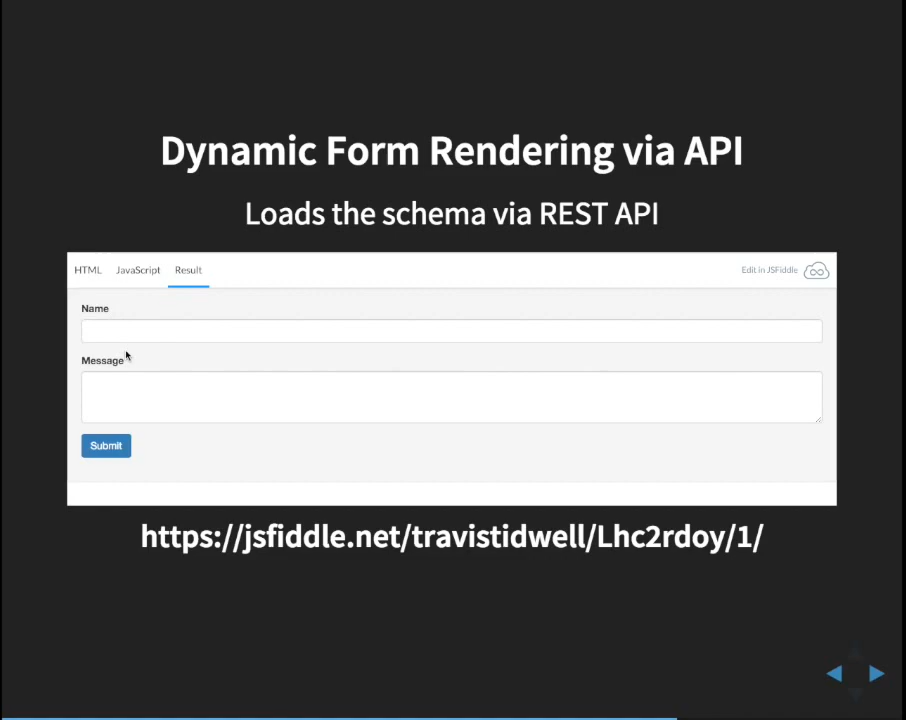 Dynamic Form Rendering via API
Loads the schema via REST API
HTML JavaScript Result Edit in JSFiddle
Name
Message
Submit
https://jsfiddle.net/travistidwell/Lhc2rdoy/1/